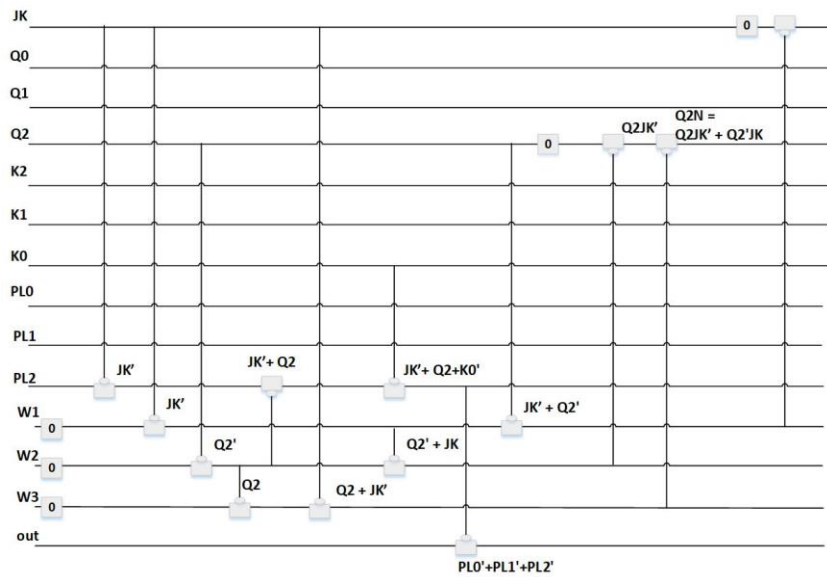 JK
0
Q0
Q1
Q2N =
Q2
0
Q2JK'
Q2JK' + Q2'JK
K2
K1
K0
PL0
PL1
JK'
JK'+ Q2
PL2
JK'+ Q2+K0'
JK'
JK' + Q2'
W1
0
Q2'
Q2' + JK
W2
0
Q2
Q2 + JK'
W3
0
out
PL0'+PL1'+PL2'